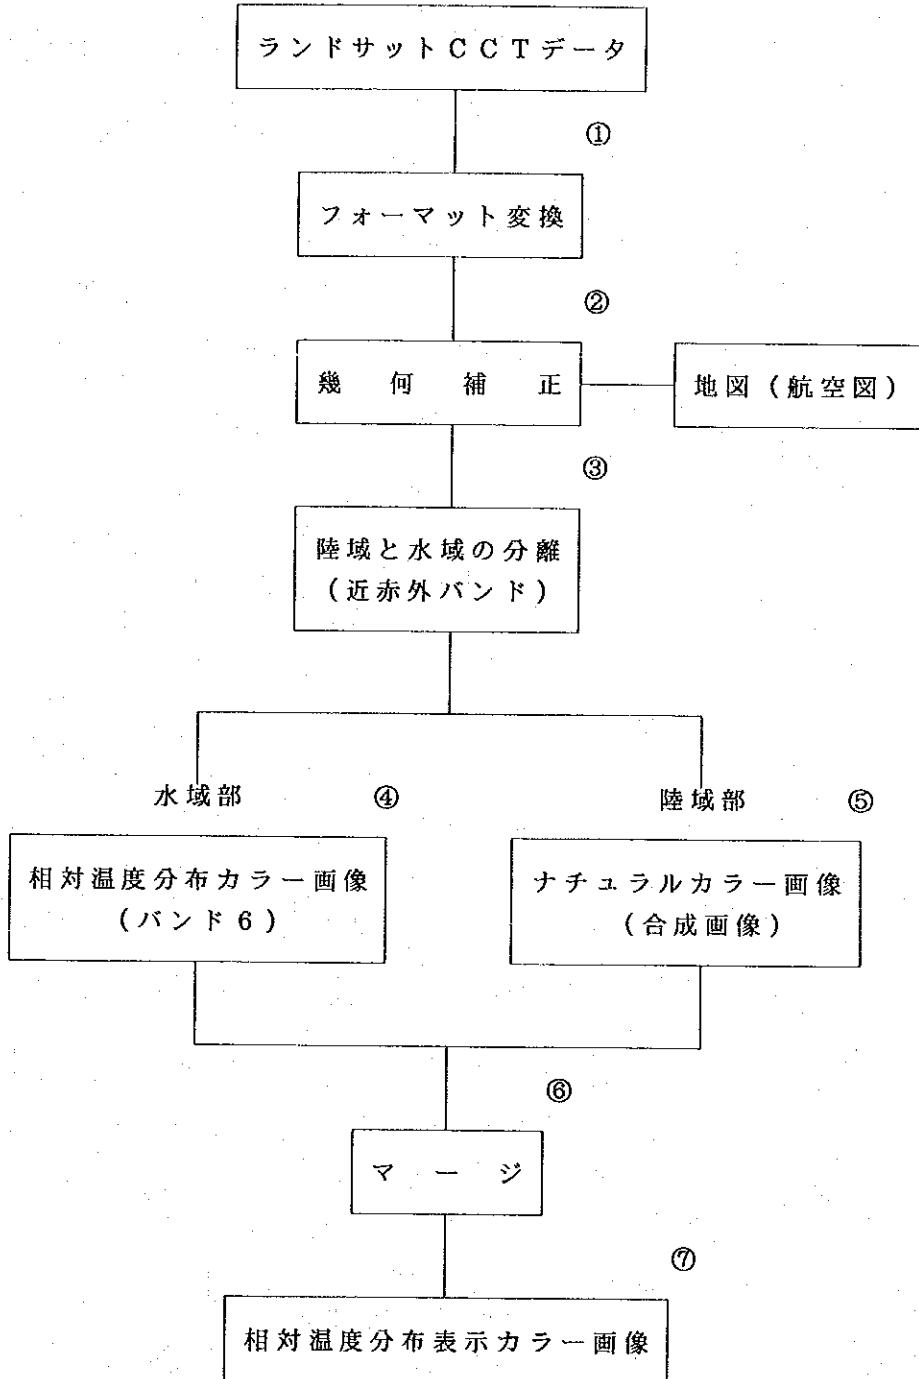 ランドサットCCTデータ
①
フォーマット変換
②
幾何補正
地図(航空図)
③
陸域と水域の分離
(近赤外バンド)
水域部
④
陸域部
⑤
相対温度分布カラー画像
(バンド6)
ナチュラルカラー画像
(合成画像)
⑥
マージ
⑦
相対温度分布表示カラー画像